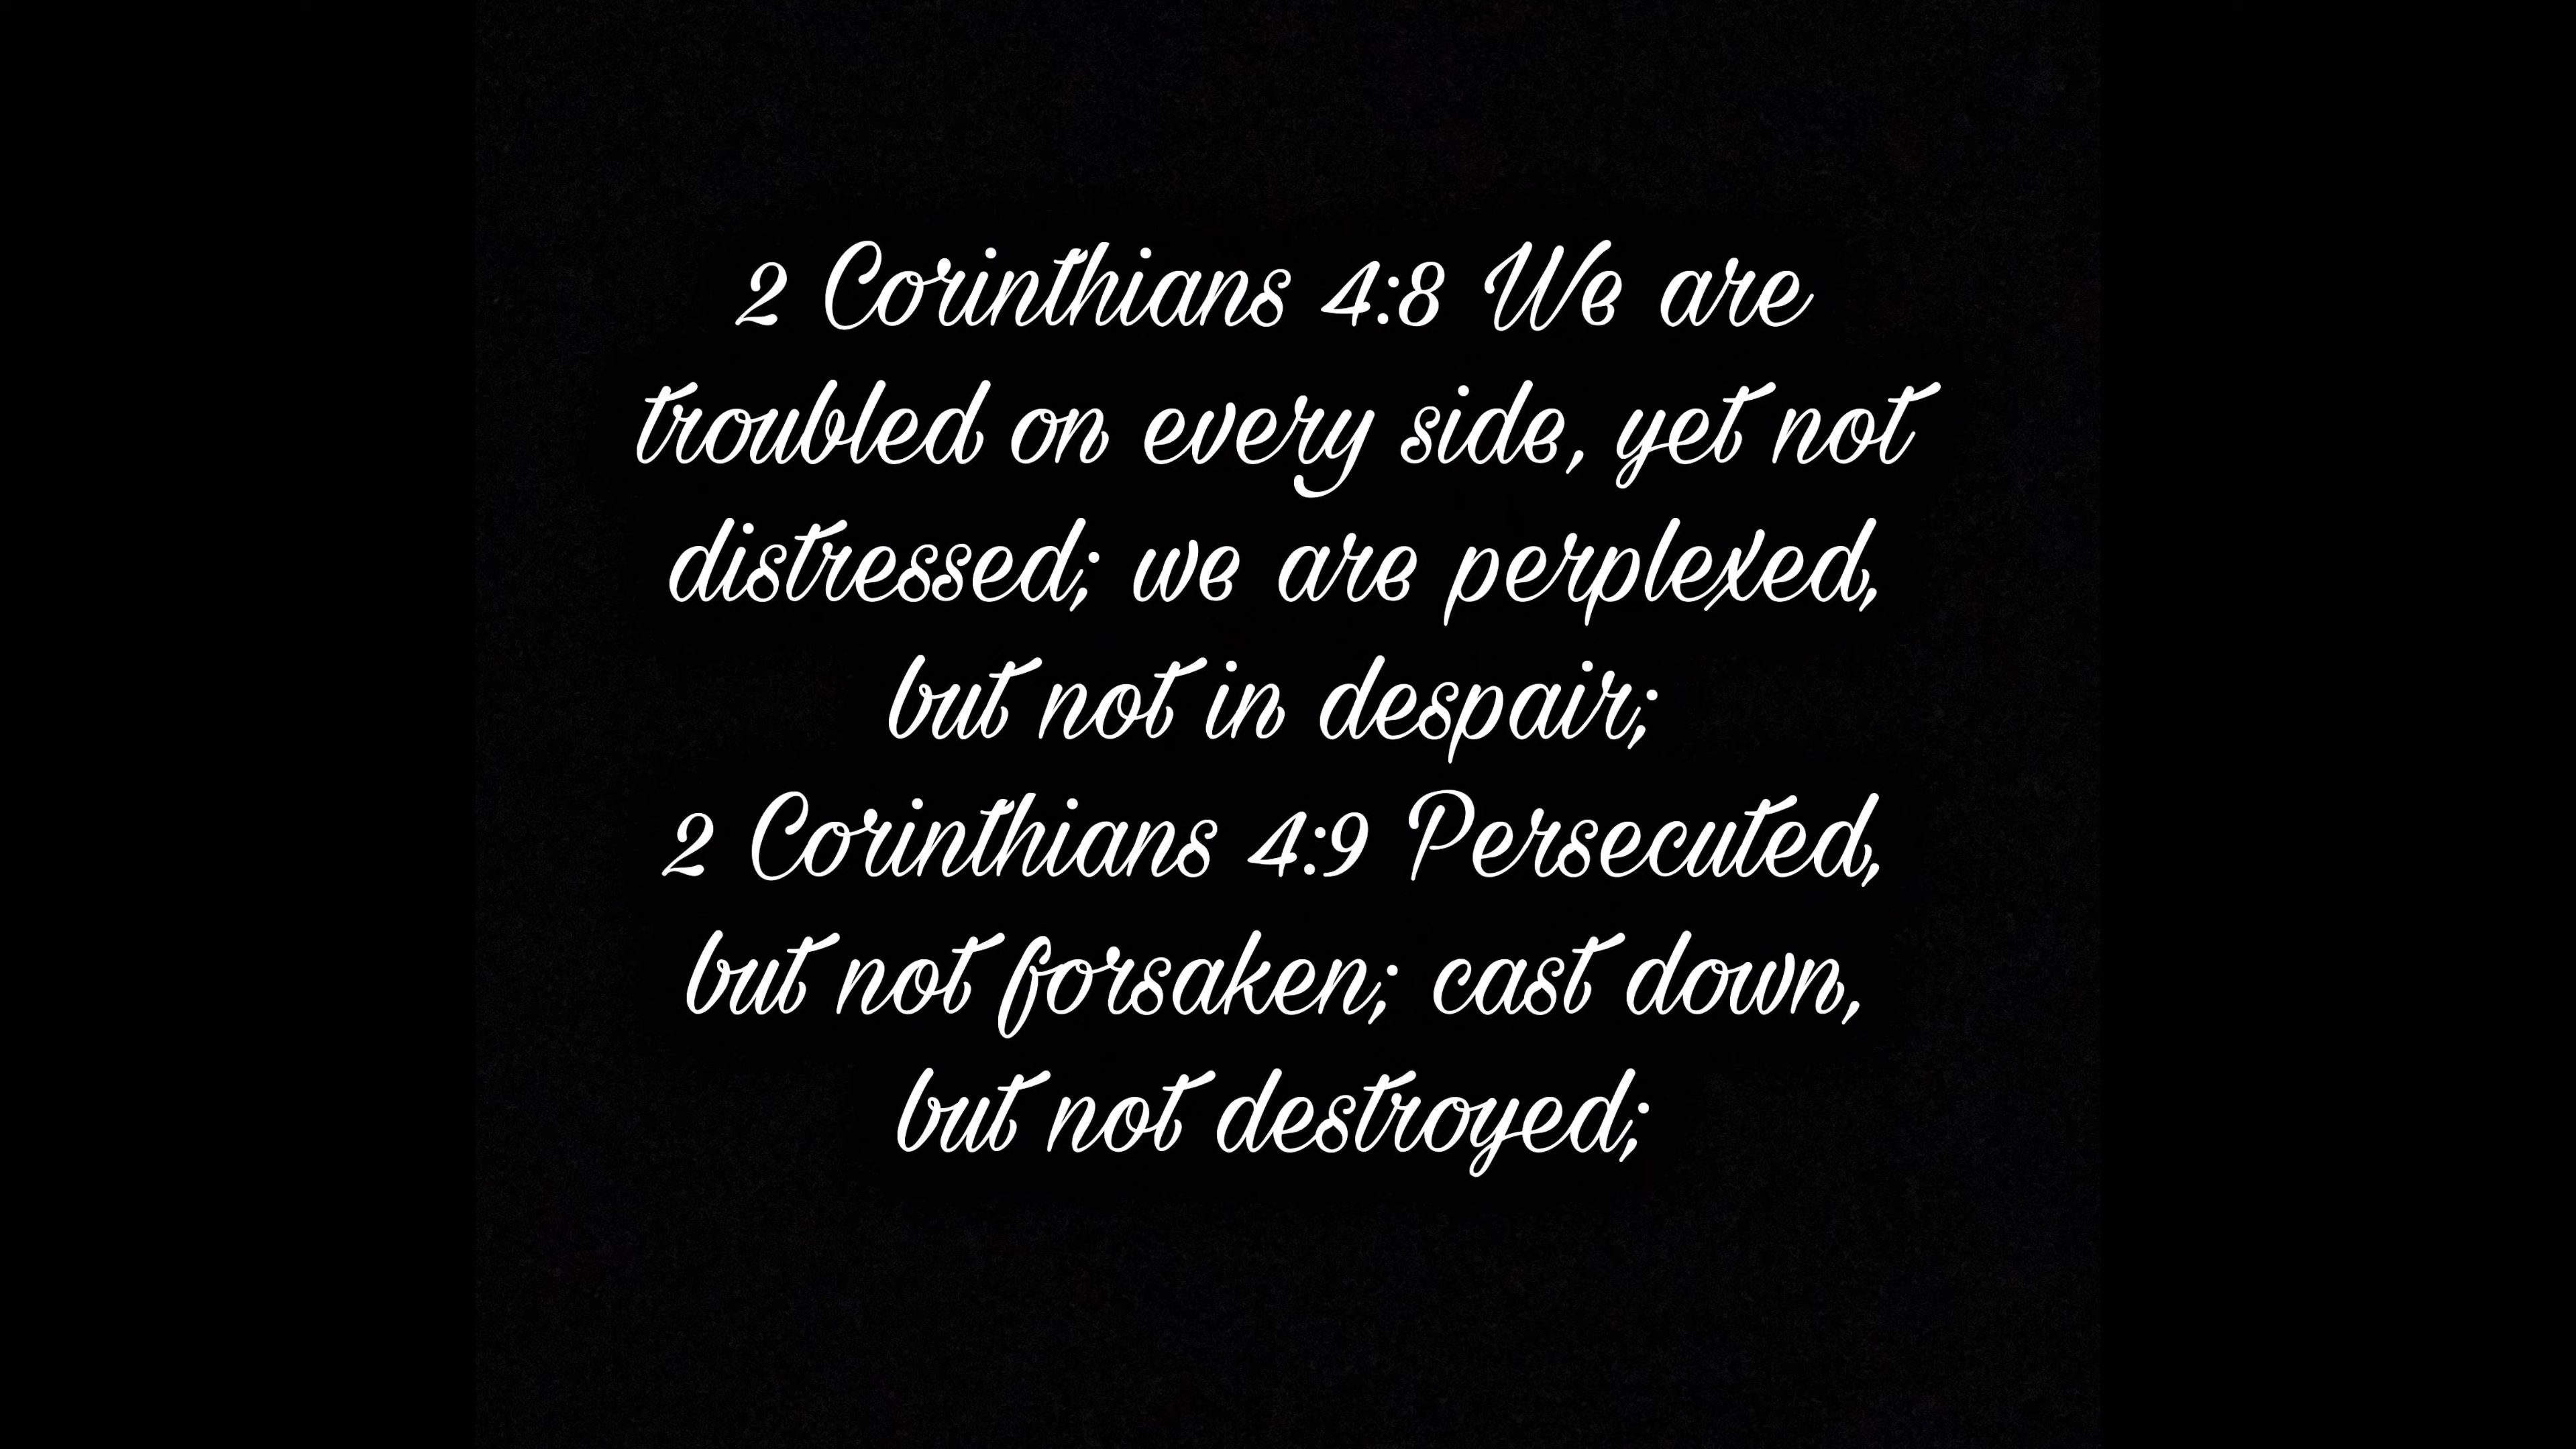 2 Corinthians 4:8 We are
troubled on every side, yet not
distressed; we are perplexed,
but not in despair;
2 Corinthians 4:9 Persecuted,
but not forsaken; cast down,
but not destroyed;